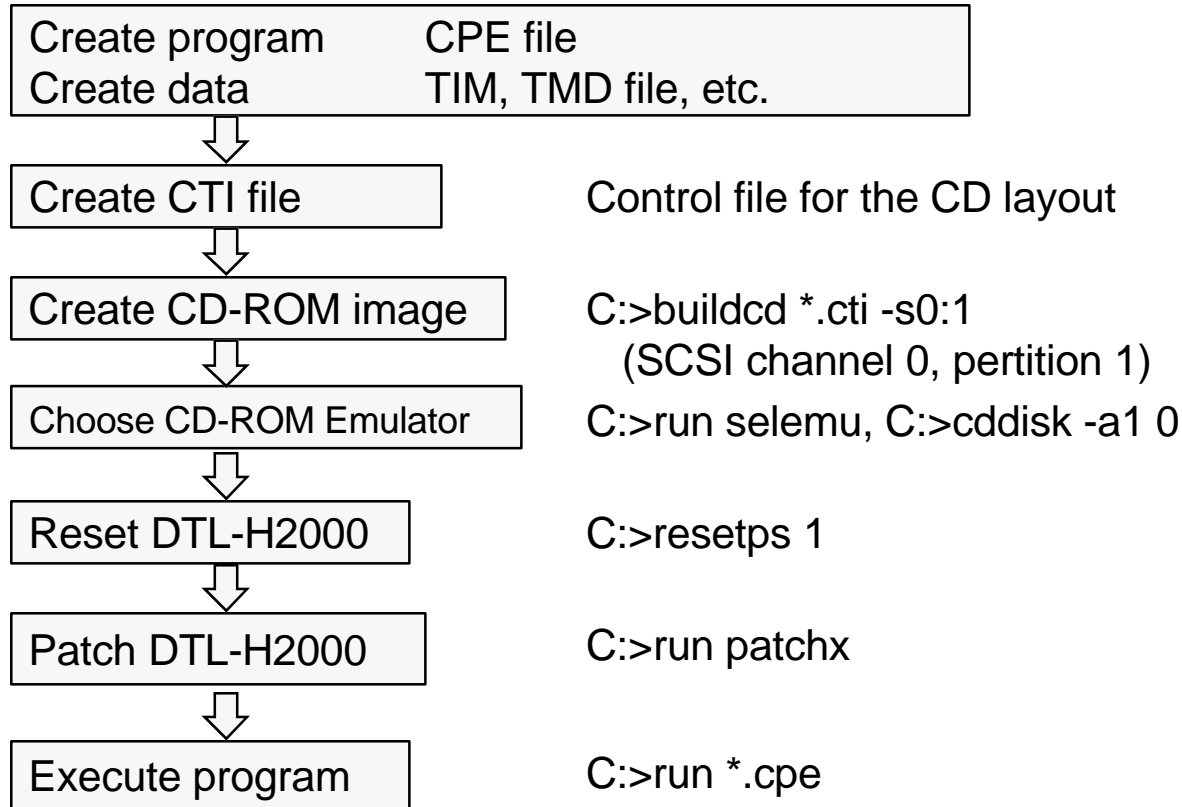 Create program CPE file
Create data TIM, TMD file, etc.
Create CTI file Control file for the CD layout
Create CD-ROM image C:>buildcd *.cti -s0:1
(SCSI channel 0, pertition 1)
Choose CD-ROM Emulator C:>run selemu, C:>cddisk -a1 0
Reset DTL-H2000 C:>resetps 1
Patch DTL-H2000 C:>run patchx
Execute program C:>run *.cpe